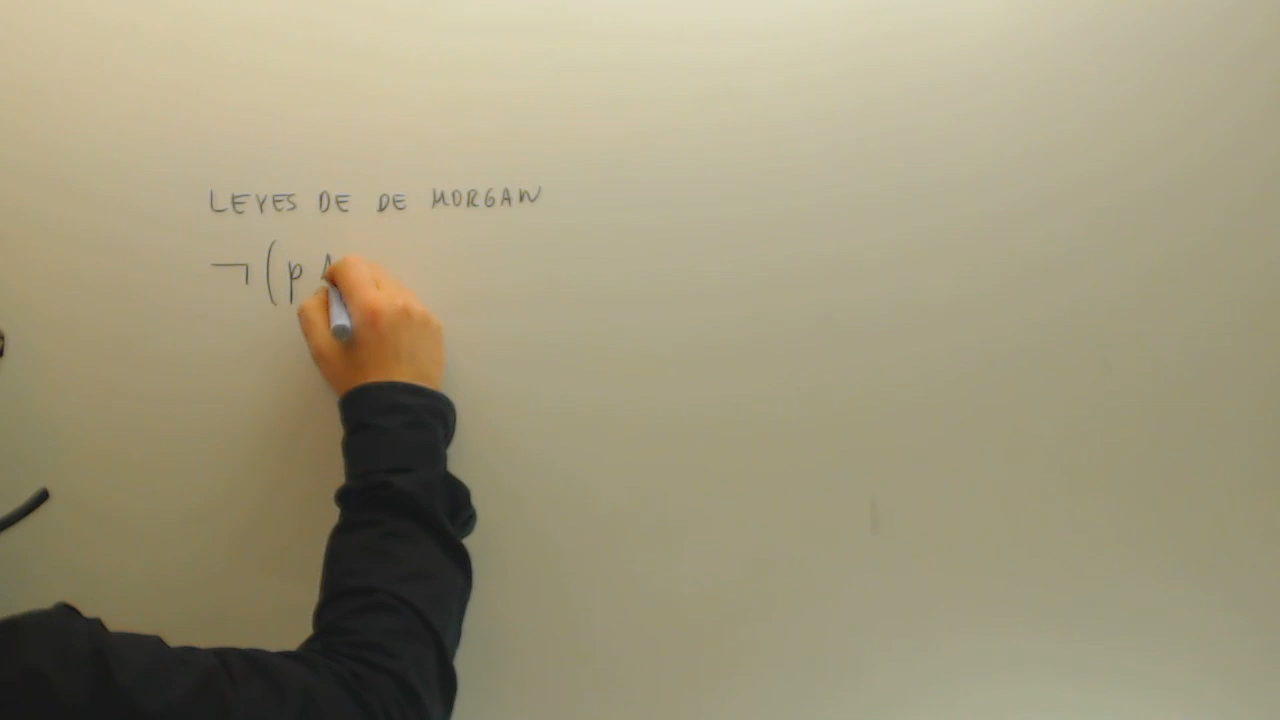 LEYES DE DE MORGAN
¬(p ∧